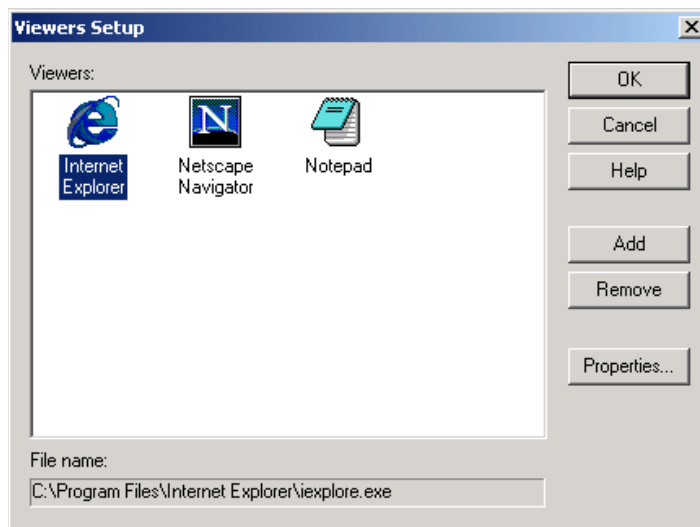 Viewers Setup
Viewers:
Internet
Explorer
Netscape
Navigator
Notepad
OK
Cancel
Help
Add
Remove
Properties...
File name:
C:\Program Files\Internet Explorer\iexplore.exe